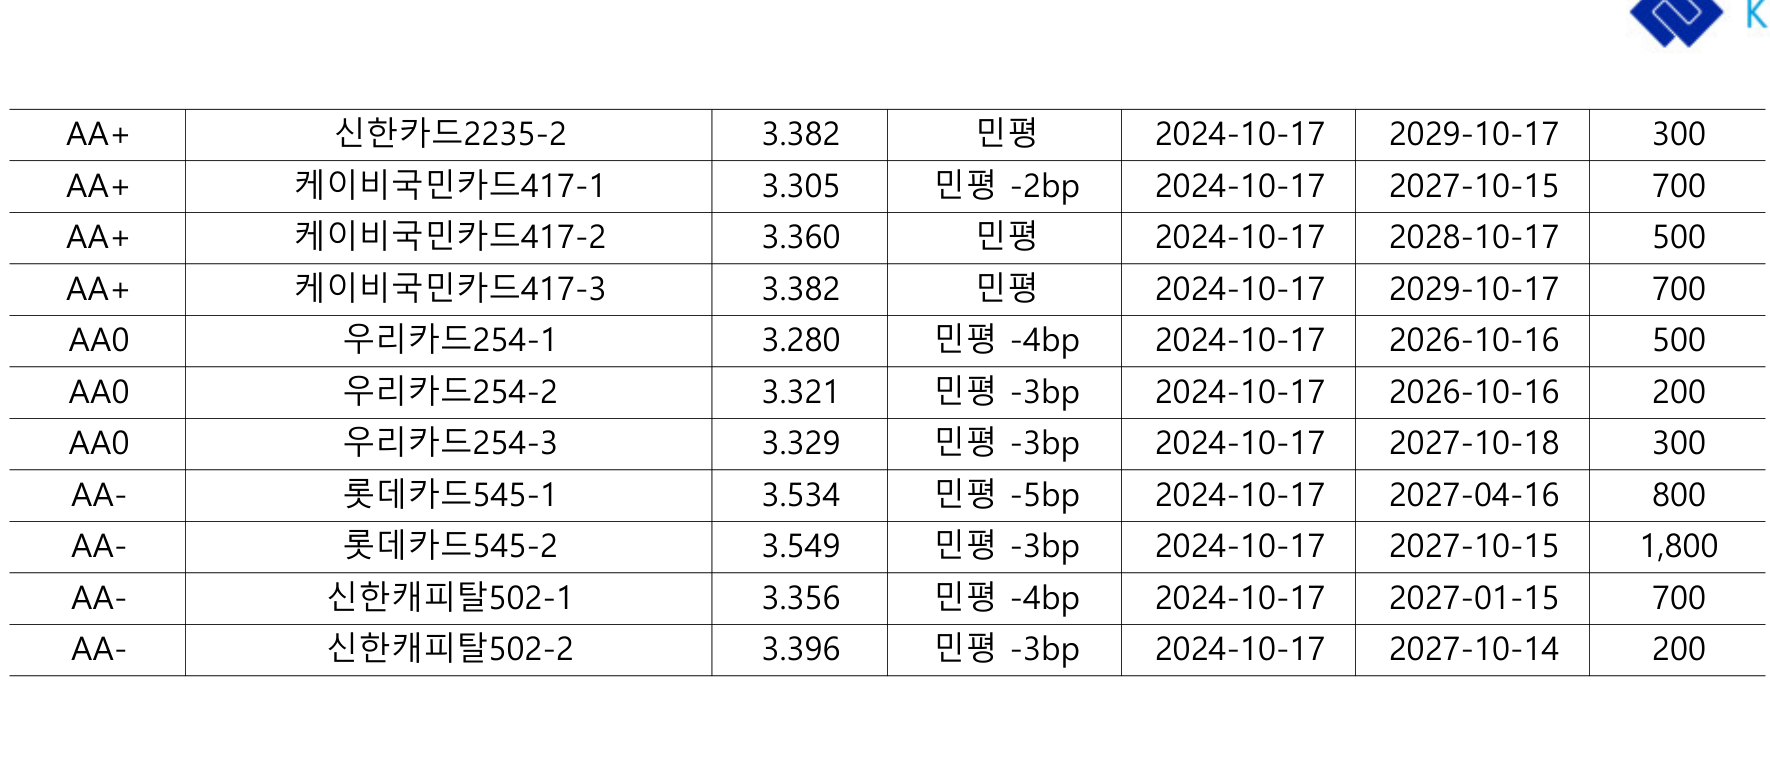 K
AA+ 신한카드2235-2 3.382 민평 2024-10-17 2029-10-17 300
AA+ 케이비국민카드417-1 3.305 민평 -2bp 2024-10-17 2027-10-15 700
AA+ 케이비국민카드417-2 3.360 민평 2024-10-17 2028-10-17 500
AA+ 케이비국민카드417-3 3.382 민평 2024-10-17 2029-10-17 700
AA0 우리카드254-1 3.280 민평 -4bp 2024-10-17 2026-10-16 500
AA0 우리카드254-2 3.321 민평 -3bp 2024-10-17 2026-10-16 200
AA0 우리카드254-3 3.329 민평 -3bp 2024-10-17 2027-10-18 300
AA- 롯데카드545-1 3.534 민평 -5bp 2024-10-17 2027-04-16 800
AA- 롯데카드545-2 3.549 민평 -3bp 2024-10-17 2027-10-15 1,800
AA- 신한캐피탈502-1 3.356 민평 -4bp 2024-10-17 2027-01-15 700
AA- 신한캐피탈502-2 3.396 민평 -3bp 2024-10-17 2027-10-14 200